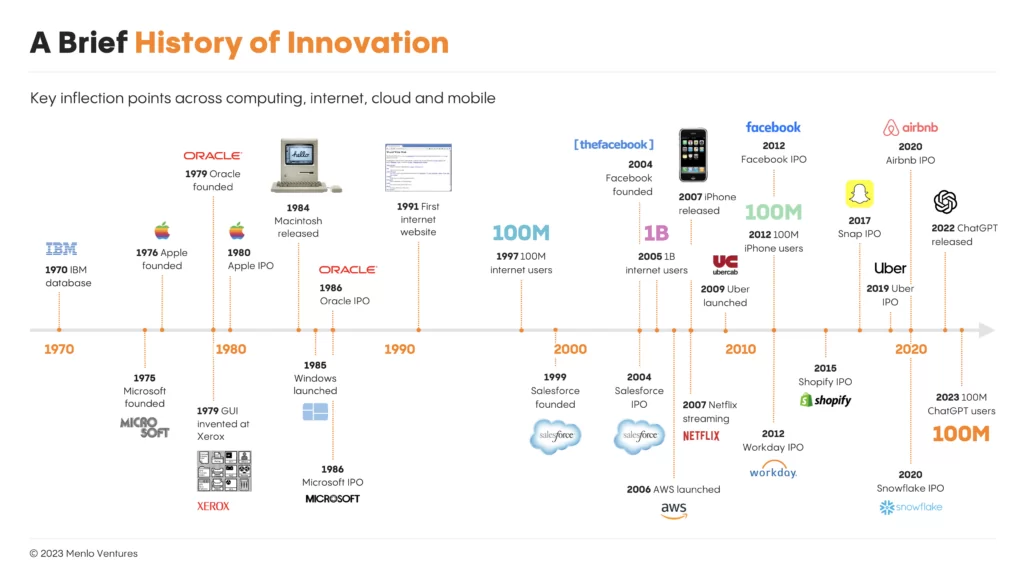 A Brief History of Innovation
Key inflection points across computing, internet, cloud and mobile
IBM
1970 IBM
database
1976 Apple
founded
ORACLE
1979 Oracle
founded
1980
Apple IPO
hello
1984
Macintosh
released
ORACLE
1986
Oracle IPO
1991 First
internet
website
100M
1997 100M
internet users
[thefacebook]
2004
Facebook
founded
1B
2005 1B
internet users
2007 iPhone
released
UC
ubercab
2009 Uber
launched
facebook
2012
Facebook IPO
100M
2012 100M
iPhone users
2017
Snap IPO
Uber
2019 Uber
IPO
airbnb
2020
Airbnb IPO
2022 ChatGPT
released
1970
1980
1990
2000
2010
2020
1975
Microsoft
founded
MICRO
SOFT
1979 GUI
invented at
Xerox
XEROX
1985
Windows
launched
1986
Microsoft IPO
MICROSOFT
1999
Salesforce
founded
salesforce
2004
Salesforce
IPO
salesforce
2006 AWS launched
aws
2007 Netflix
streaming
NETFLIX
2012
Workday IPO
workday.
2015
Shopify IPO
shopify
2020
Snowflake IPO
snowflake
2023 100M
ChatGPT users
100M
© 2023 Menlo Ventures